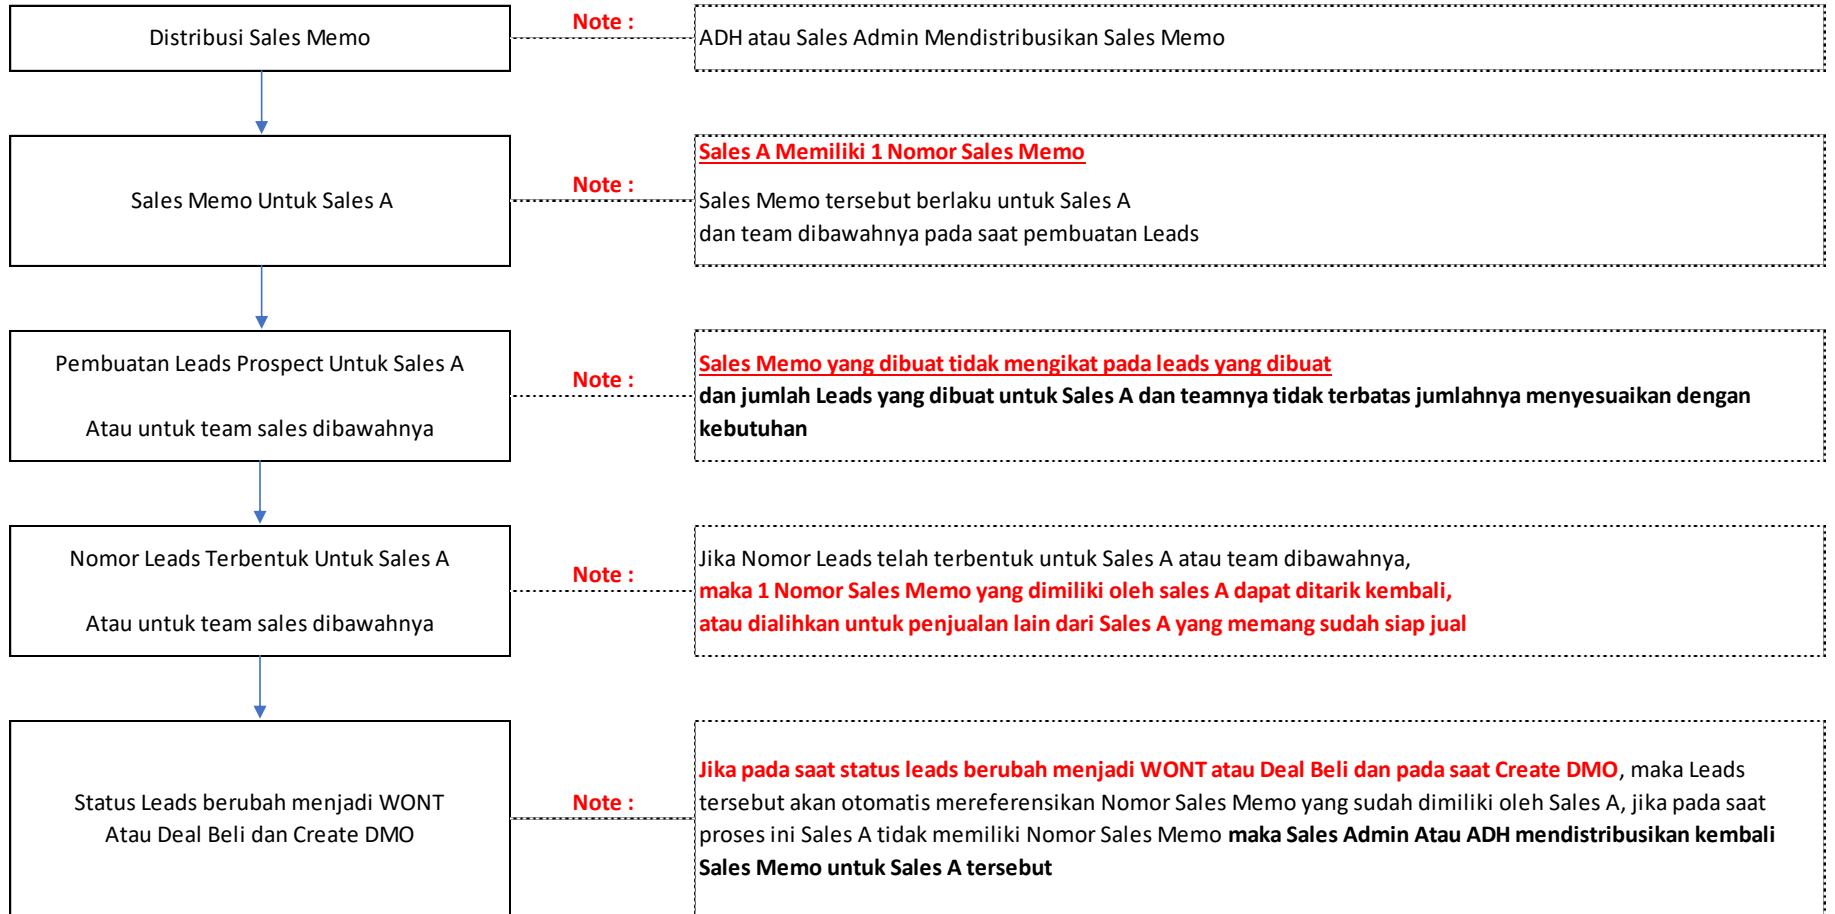 Distribusi Sales Memo
Note :
ADH atau Sales Admin Mendistribusikan Sales Memo
Sales Memo Untuk Sales A
Note :
Sales A Memiliki 1 Nomor Sales Memo
Sales Memo tersebut berlaku untuk Sales A
dan team dibawahnya pada saat pembuatan Leads
Pembuatan Leads Prospect Untuk Sales A
Atau untuk team sales dibawahnya
Note :
Sales Memo yang dibuat tidak mengikat pada leads yang dibuat
dan jumlah Leads yang dibuat untuk Sales A dan teamnya tidak terbatas jumlahnya menyesuaikan dengan
kebutuhan
Nomor Leads Terbentuk Untuk Sales A
Atau untuk team sales dibawahnya
Note :
Jika Nomor Leads telah terbentuk untuk Sales A atau team dibawahnya,
maka 1 Nomor Sales Memo yang dimiliki oleh sales A dapat ditarik kembali,
atau dialihkan untuk penjualan lain dari Sales A yang memang sudah siap jual
Status Leads berubah menjadi WONT
Atau Deal Beli dan Create DMO
Note :
Jika pada saat status leads berubah menjadi WONT atau Deal Beli dan pada saat Create DMO, maka Leads
tersebut akan otomatis mereferensikan Nomor Sales Memo yang sudah dimiliki oleh Sales A, jika pada saat
proses ini Sales A tidak memiliki Nomor Sales Memo maka Sales Admin Atau ADH mendistribusikan kembali
Sales Memo untuk Sales A tersebut